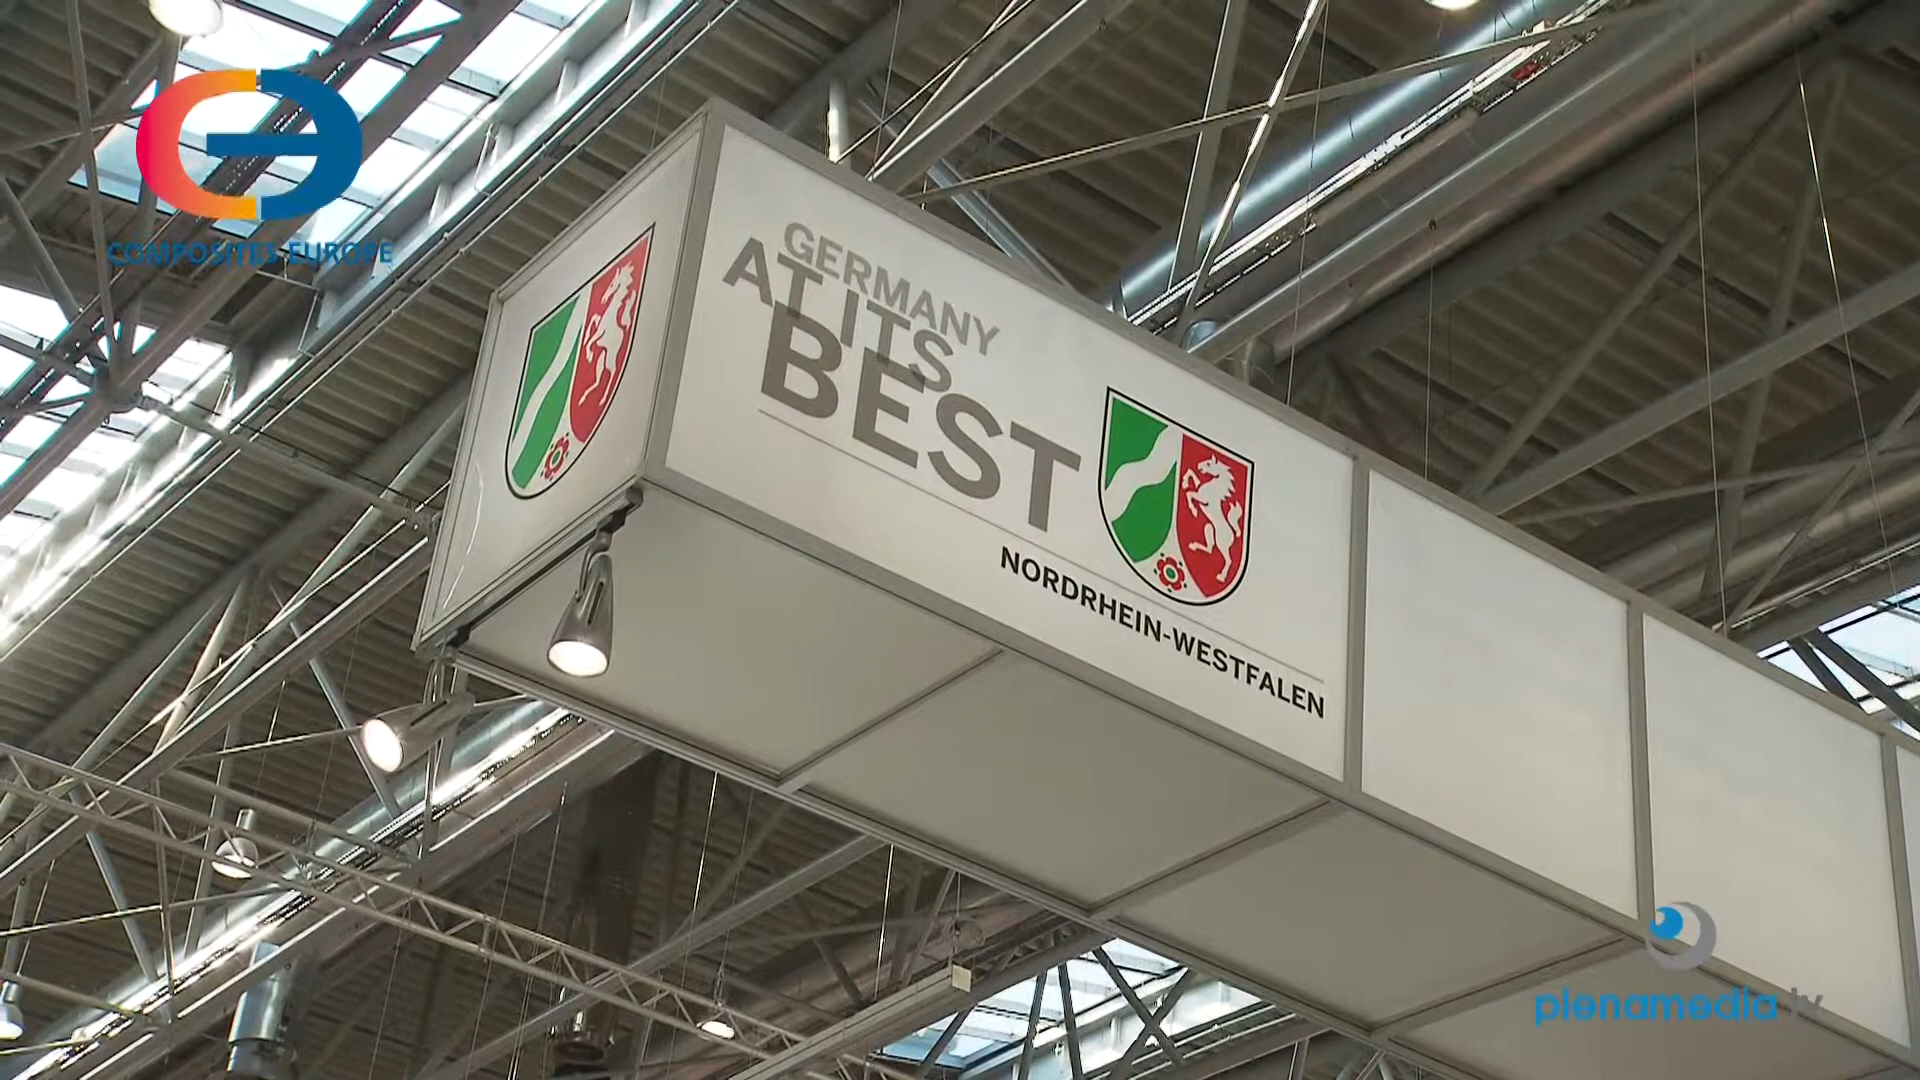 COMPOSITES EUROPE
GERMANY
AT ITS
BEST
NORDRHEIN-WESTFALEN
plenamedia.tv